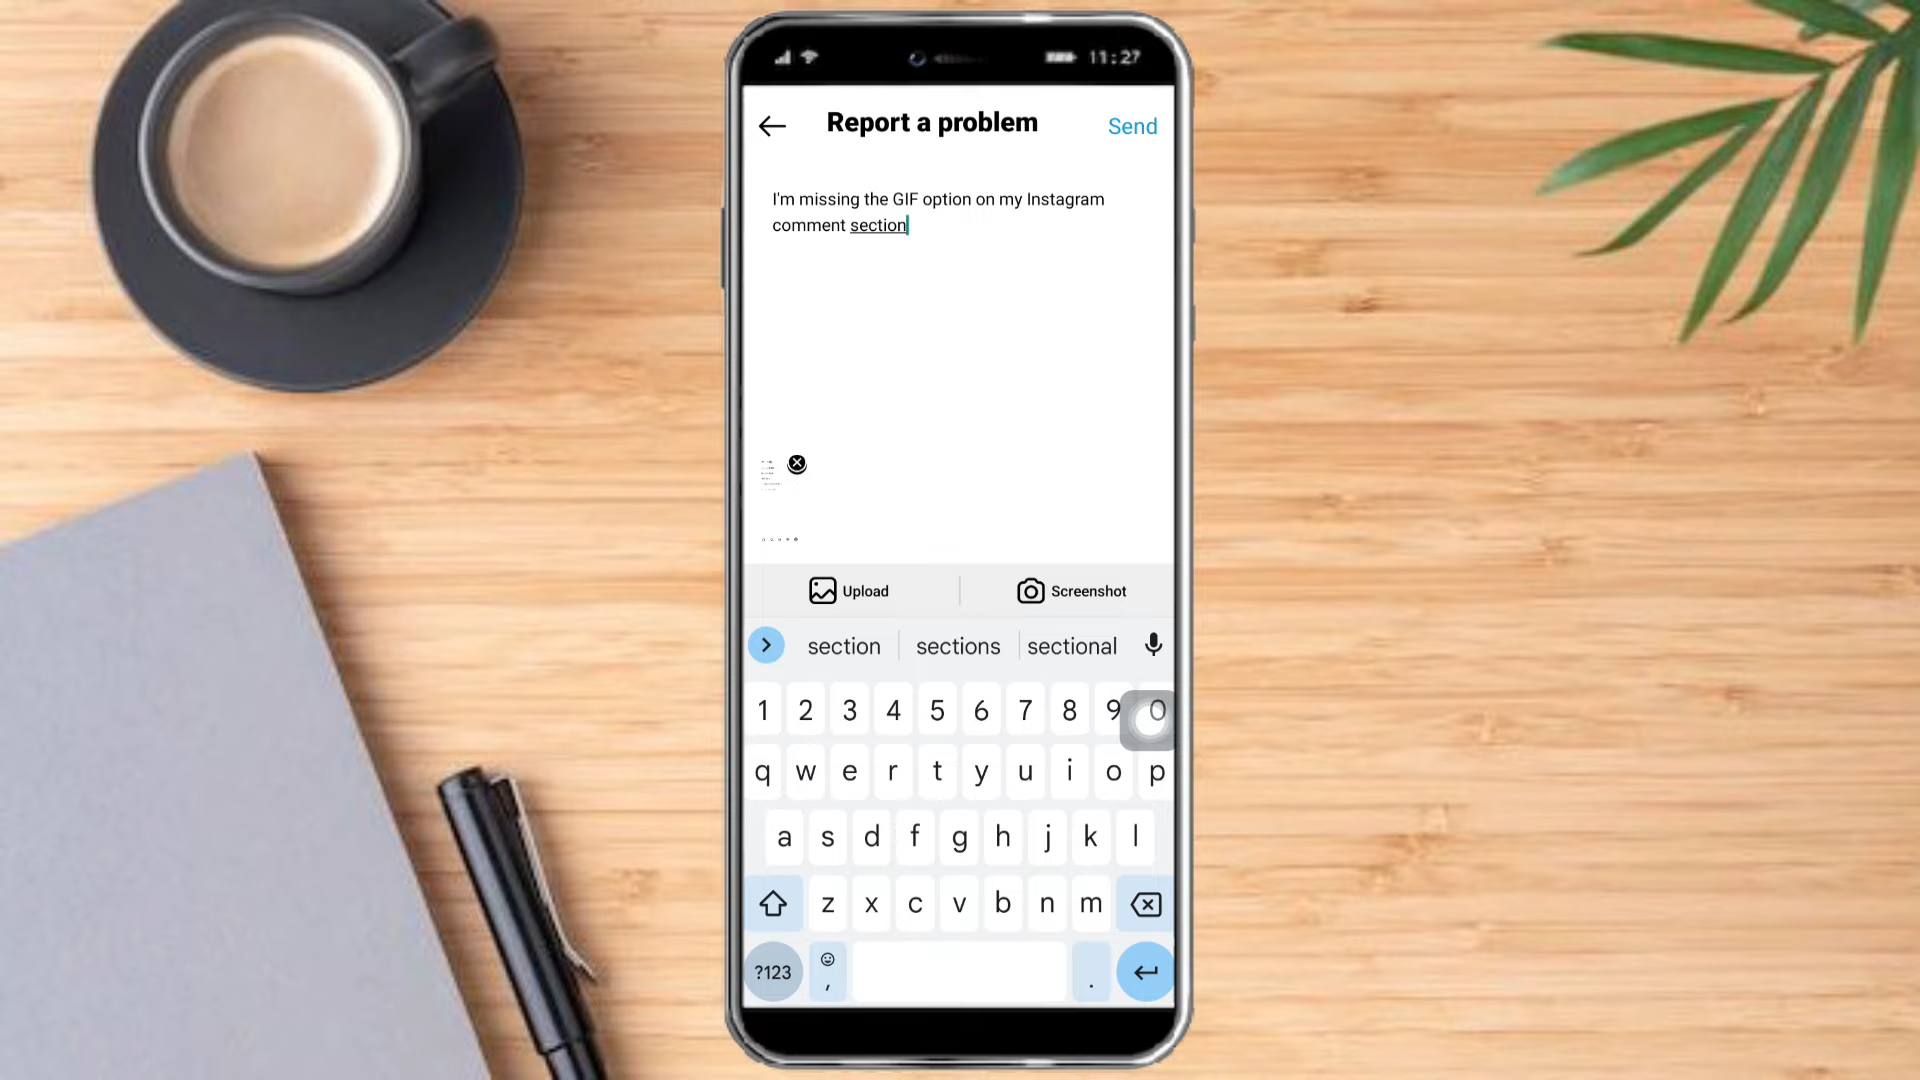 11:27
Report a problem
Send
I'm missing the GIF option on my Instagram
comment section
Upload
Screenshot
section sections sectional
1 2 3 4 5 6 7 8 9 0
q w e r t y u i o p
a s d f g h j k l
z x c v b n m
?123 , .